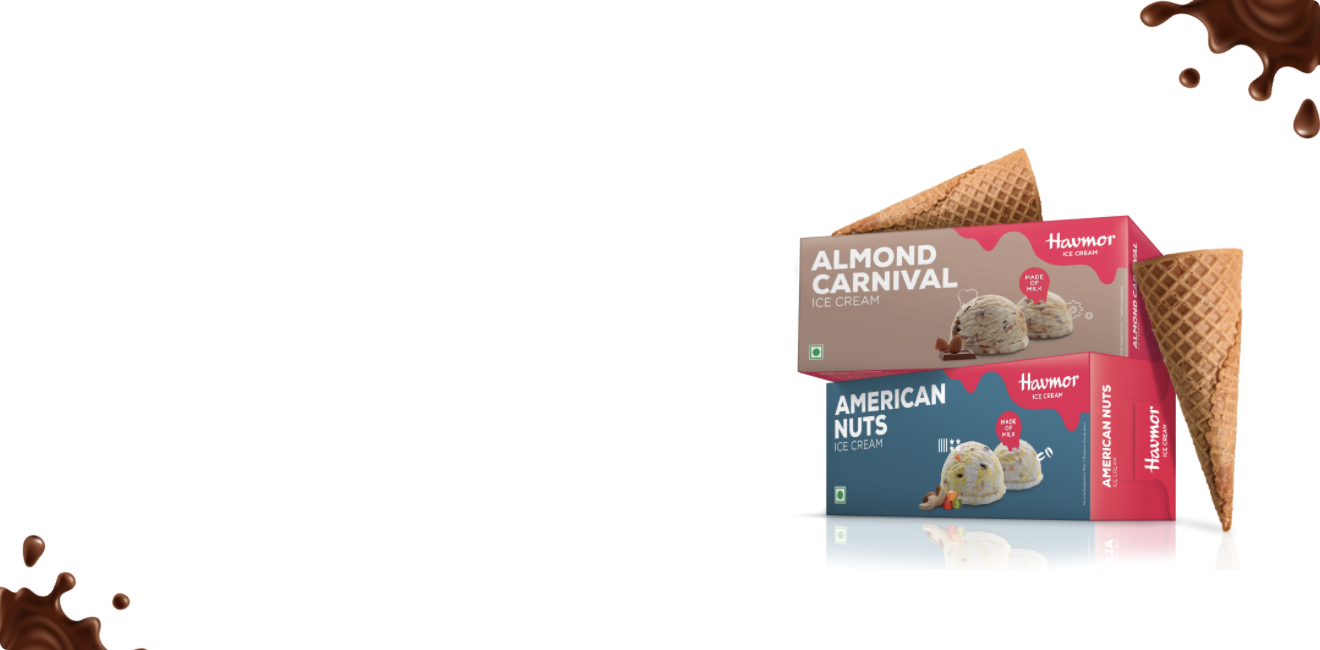 ALMOND
CARNIVAL
ICE CREAM
Havmor
ICE CREAM
MADE
OF
MILK
ALMOND CARNIVAL
AMERICAN
NUTS
ICE CREAM
Havmor
ICE CREAM
MADE
OF
MILK
AMERICAN NUTS
ICE CREAM
Havmor
ICE CREAM